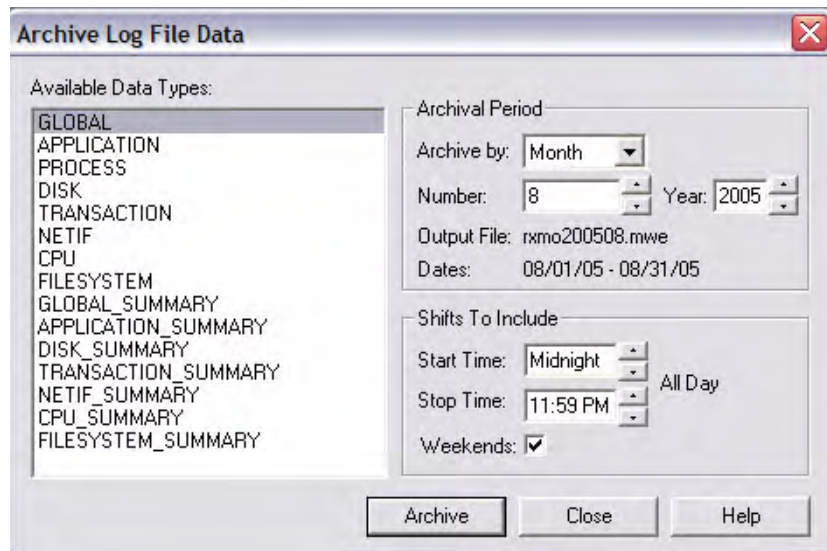 Archive Log File Data
Available Data Types:
GLOBAL
APPLICATION
PROCESS
DISK
TRANSACTION
NETIF
CPU
FILESYSTEM
GLOBAL_SUMMARY
APPLICATION_SUMMARY
DISK_SUMMARY
TRANSACTION_SUMMARY
NETIF_SUMMARY
CPU_SUMMARY
FILESYSTEM_SUMMARY
Archival Period
Archive by: Month
Number: 8 Year: 2005
Output File: rxmo200508.mwe
Dates: 08/01/05 - 08/31/05
Shifts To Include
Start Time: Midnight
All Day
Stop Time: 11:59 PM
Weekends:
Archive Close Help